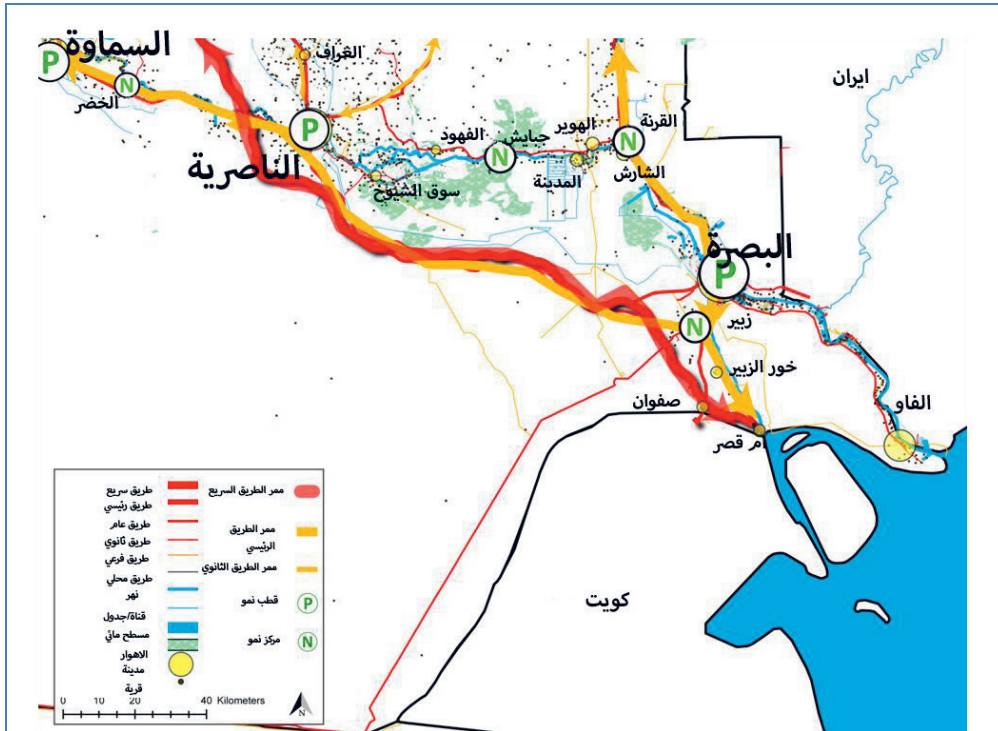 السماوة
الغراف
ايران
الخضر
الفهود
جبايش
الهوير
القرنة
الناصرية
سوق الشيوخ
المدينة
الشارش
البصرة
زبير
خور الزبير
صفوان
ام قصر
الفاو
كويت
P
N
P
N
N
P
N
طريق سريع
طريق رئيسي
طريق عام
طريق ثانوي
طريق فرعي
طريق محلي
نهر
قناة/جدول
مسطح مائي
الاهوار
مدينة
قرية
ممر الطريق السريع
ممر الطريق
الرئيسي
ممر الطريق الثانوي
قطب نمو
P
مركز نمو
N
0 10 20 40 Kilometers
N